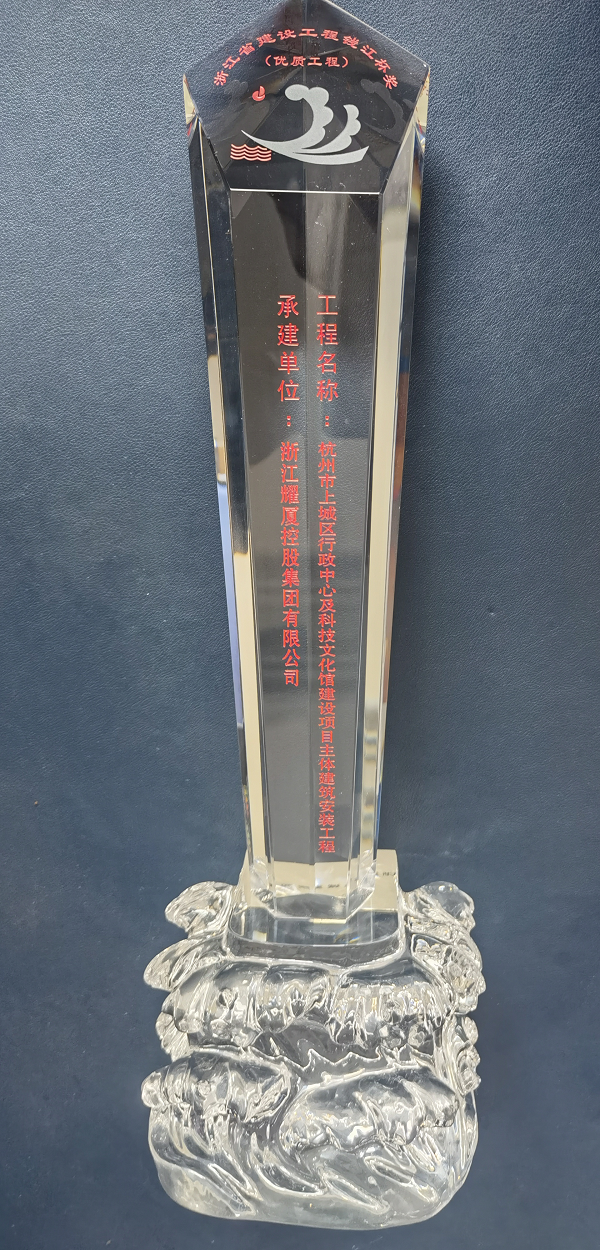 浙江省建设工程钱江杯奖
(优质工程)
工程名称：杭州市上城区行政中心及科技文化馆建设项目主体建筑安装工程
承建单位：浙江耀厦控股集团有限公司